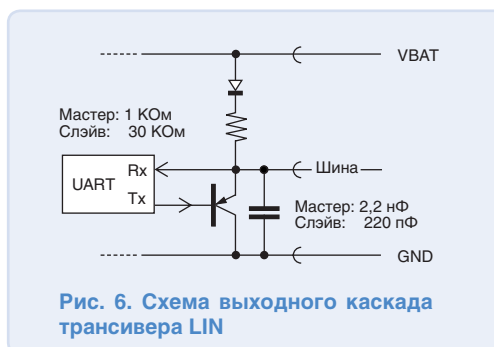 VBAT
Мастер: 1 КОм
Слэйв: 30 КОм
Rx
Шина
UART
Tx
Мастер: 2,2 нФ
Слэйв: 220 пФ
GND
Рис. 6. Схема выходного каскада
трансивера LIN